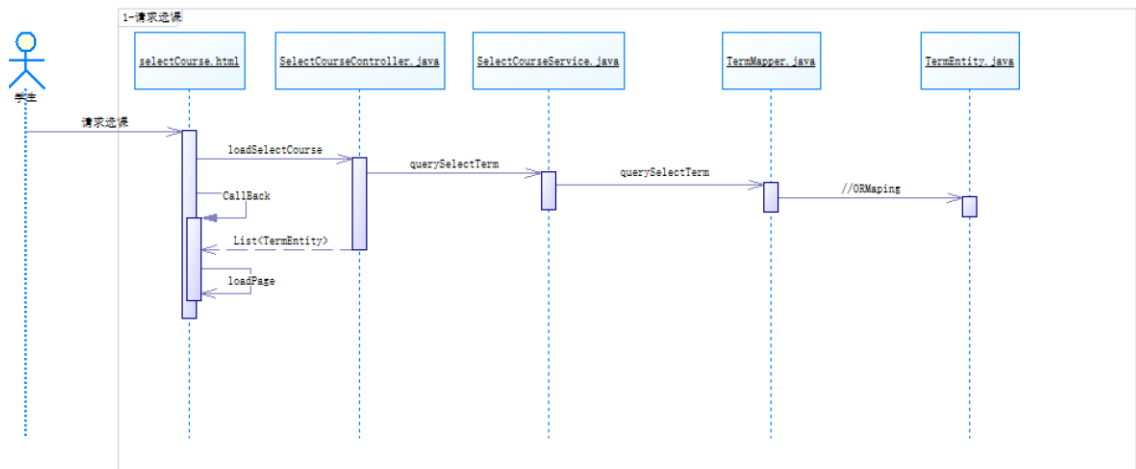 1-请求选课
selectCourse.html
SelectCourseController.java
SelectCourseService.java
TermMapper.java
TermEntity.java
学生
请求选课
loadSelectCourse
querySelectTerm
querySelectTerm
//ORMaping
CallBack
List<TermEntity>
loadPage